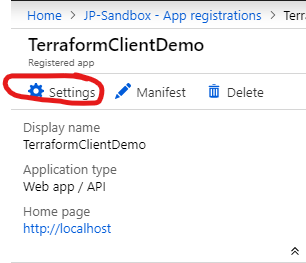 Home > JP-Sandbox - App registrations > Terr
TerraformClientDemo
Registered app
Settings Manifest Delete
Display name
TerraformClientDemo
Application type
Web app / API
Home page
http://localhost